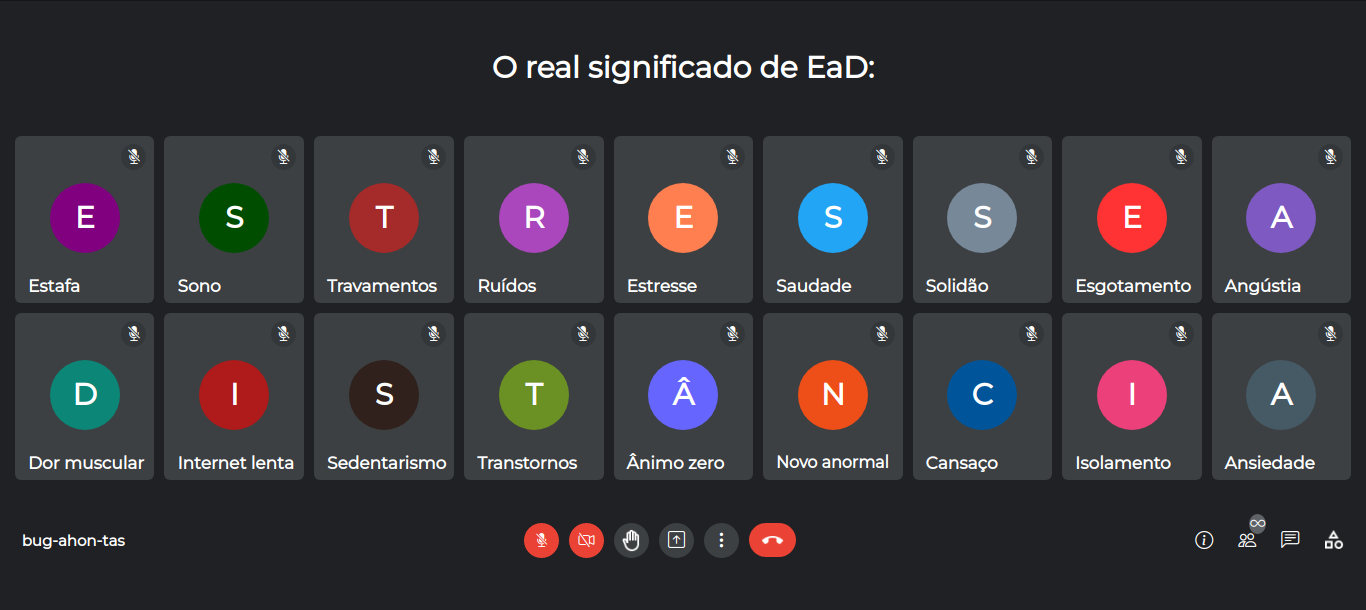 O real significado de EaD:
E S T R E S S E A
Estafa Sono Travamentos Ruídos Estresse Saudade Solidão Esgotamento Angústia
D I S T Â N C I A
Dor muscular Internet lenta Sedentarismo Transtornos Ânimo zero Novo anormal Cansaço Isolamento Ansiedade
bug-ahon-tas